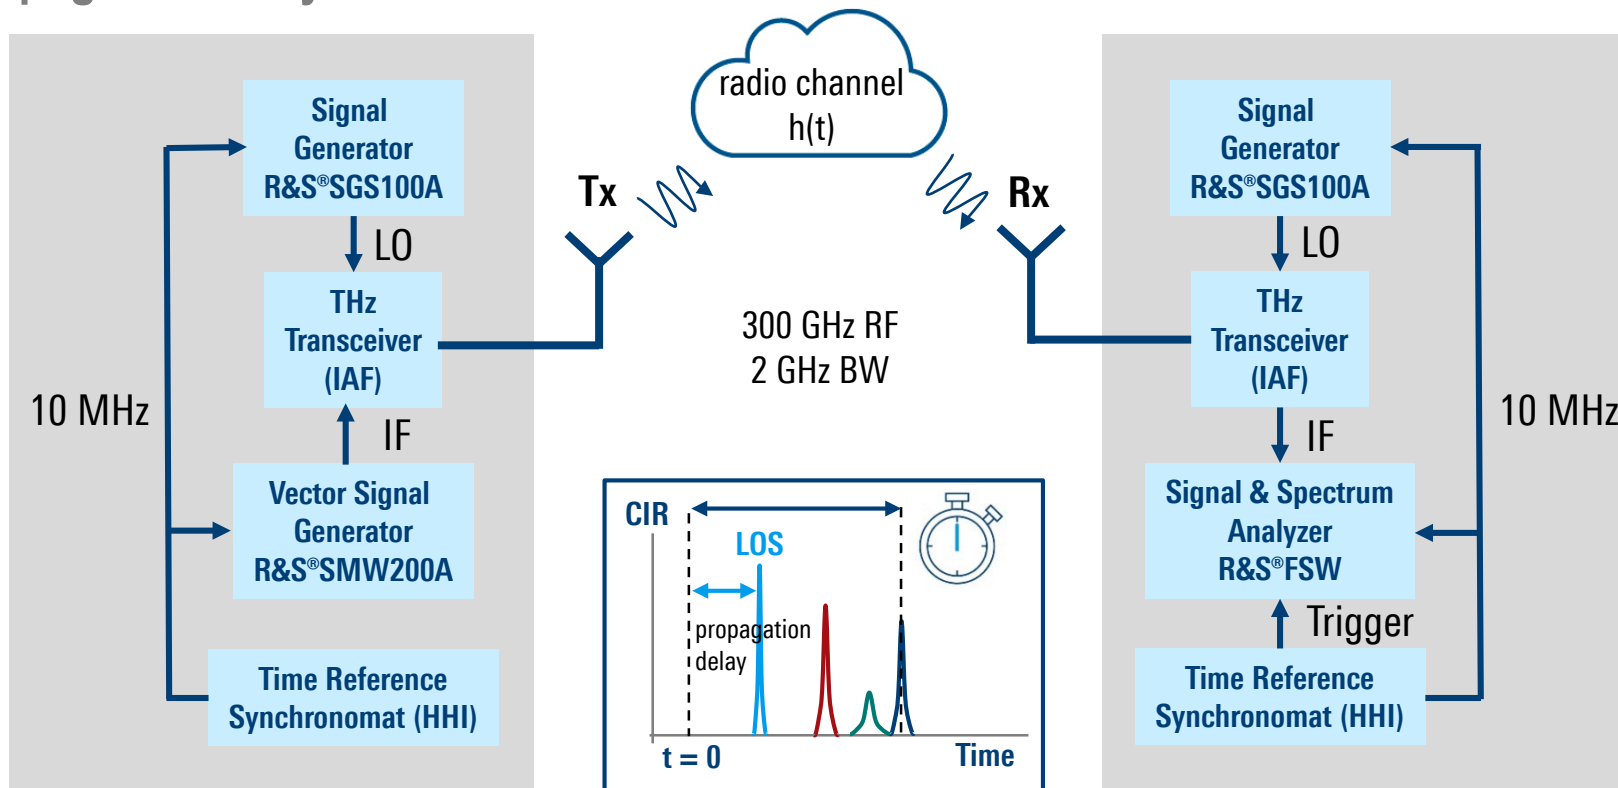 Signal
Generator
R&S®SGS100A
LO
THz
Transceiver
(IAF)
IF
10 MHz
Vector Signal
Generator
R&S®SMW200A
Time Reference
Synchronomat (HHI)
radio channel
h(t)
Tx
Rx
300 GHz RF
2 GHz BW
CIR
LOS
propagation
delay
t = 0
Time
Signal
Generator
R&S®SGS100A
LO
THz
Transceiver
(IAF)
IF
10 MHz
Signal & Spectrum
Analyzer
R&S®FSW
Trigger
Time Reference
Synchronomat (HHI)